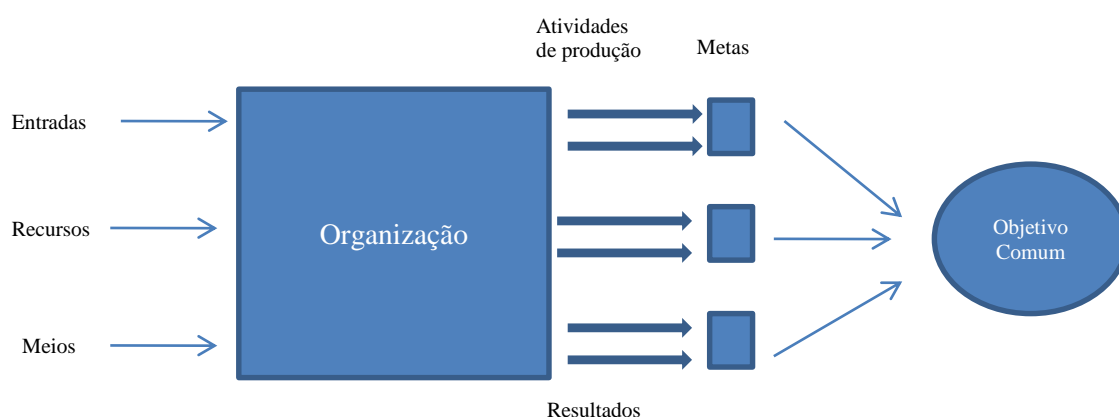 Atividades
de produção
Metas
Entradas
Recursos
Organização
Objetivo
Comum
Meios
Resultados